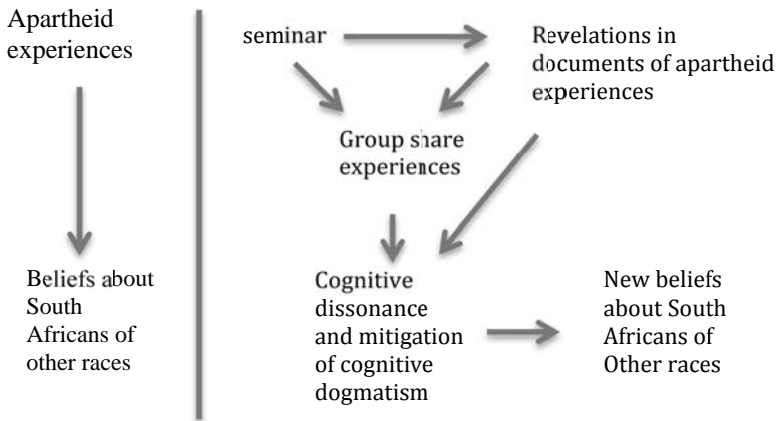 Apartheid
experiences
Beliefs about
South
Africans of
other races
seminar
Revelations in
documents of apartheid
experiences
Group share
experiences
Cognitive
dissonance
and mitigation
of cognitive
dogmatism
New beliefs
about South
Africans of
Other races